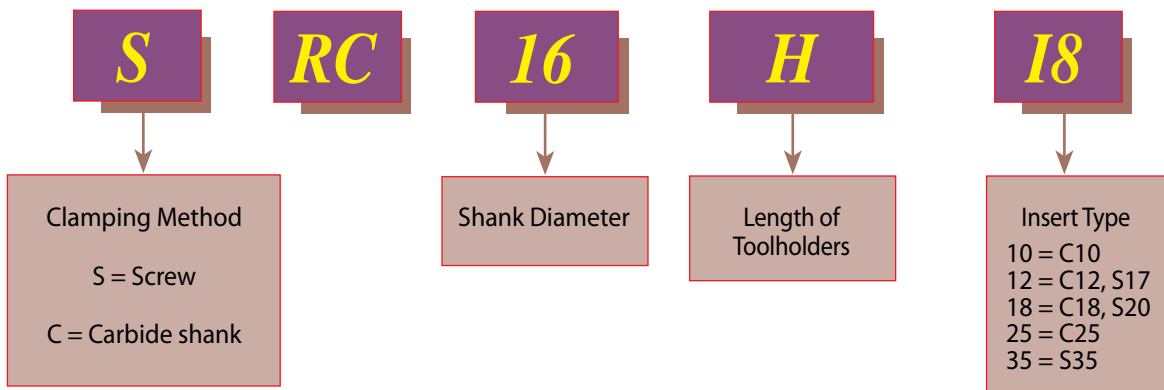 S RC 16 H I8
Clamping Method
S = Screw
C = Carbide shank
Shank Diameter
Length of
Toolholders
Insert Type
10 = C10
12 = C12, S17
18 = C18, S20
25 = C25
35 = S35